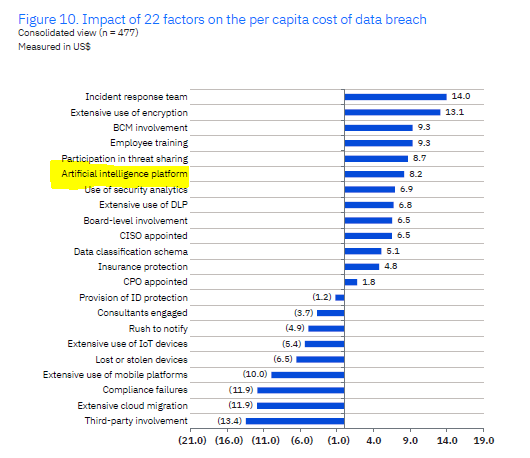 Figure 10. Impact of 22 factors on the per capita cost of data breach
Consolidated view (n = 477)
Measured in US$
Incident response team 14.0
Extensive use of encryption 13.1
BCM involvement 9.3
Employee training 9.3
Participation in threat sharing 8.7
Artificial intelligence platform 8.2
Use of security analytics 6.9
Extensive use of DLP 6.8
Board-level involvement 6.5
CISO appointed 6.5
Data classification schema 5.1
Insurance protection 4.8
CPO appointed 1.8
Provision of ID protection (1.2)
Consultants engaged (3.7)
Rush to notify (4.9)
Extensive use of IoT devices (5.4)
Lost or stolen devices (6.5)
Extensive use of mobile platforms (10.0)
Compliance failures (11.9)
Extensive cloud migration (11.9)
Third-party involvement (13.4)
(21.0) (16.0) (11.0) (6.0) (1.0) 4.0 9.0 14.0 19.0